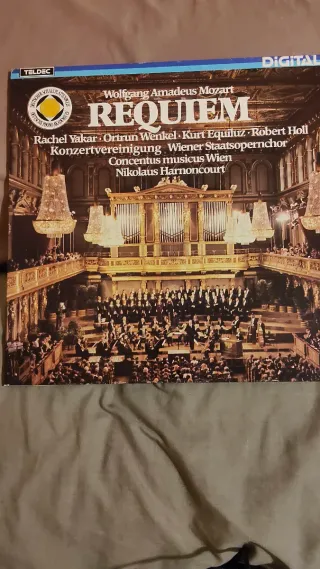 TELDEC
DIGITAL
Wolfgang Amadeus Mozart
REQUIEM
Rachel Yakar · Ortrun Wenkel · Kurt Equiluz · Robert Holl
Konzertvereinigung · Wiener Staatsopernchor
Concentus musicus Wien
Nikolaus Harnoncourt